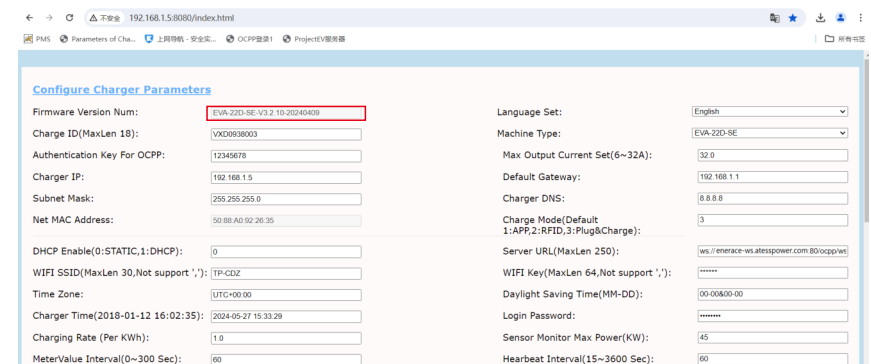 不安全 192.168.1.5:8080/index.html
PMS Parameters of Cha... 上网导航 - 安全实... OCPP登录1 ProjectEV服务器 所有书签
Configure Charger Parameters
Firmware Version Num: EVA-22D-SE-V3.2.10-20240409 Language Set: English
Charge ID(MaxLen 18): VXD0938003 Machine Type: EVA-22D-SE
Authentication Key For OCPP: 12345678 Max Output Current Set(6~32A): 32.0
Charger IP: 192.168.1.5 Default Gateway: 192.168.1.1
Subnet Mask: 255.255.255.0 Charger DNS: 8.8.8.8
Net MAC Address: 50:88:A0:92:26:35 Charge Mode(Default
1:APP,2:RFID,3:Plug&Charge): 3
DHCP Enable(0:STATIC,1:DHCP): 0 Server URL(MaxLen 250): ws:// enerace-ws.atesspower.com:80/ocpp/ws
WIFI SSID(MaxLen 30,Not support ','): TP-CDZ WIFI Key(MaxLen 64,Not support ','): ••••••
Time Zone: UTC+00:00 Daylight Saving Time(MM-DD): 00-00&00-00
Charger Time(2018-01-12 16:02:35): 2024-05-27 15:33:29 Login Password: ••••••••
Charging Rate (Per KWh): 1.0 Sensor Monitor Max Power(KW): 45
MeterValue Interval(0~300 Sec): 60 Hearbeat Interval(15~3600 Sec): 60